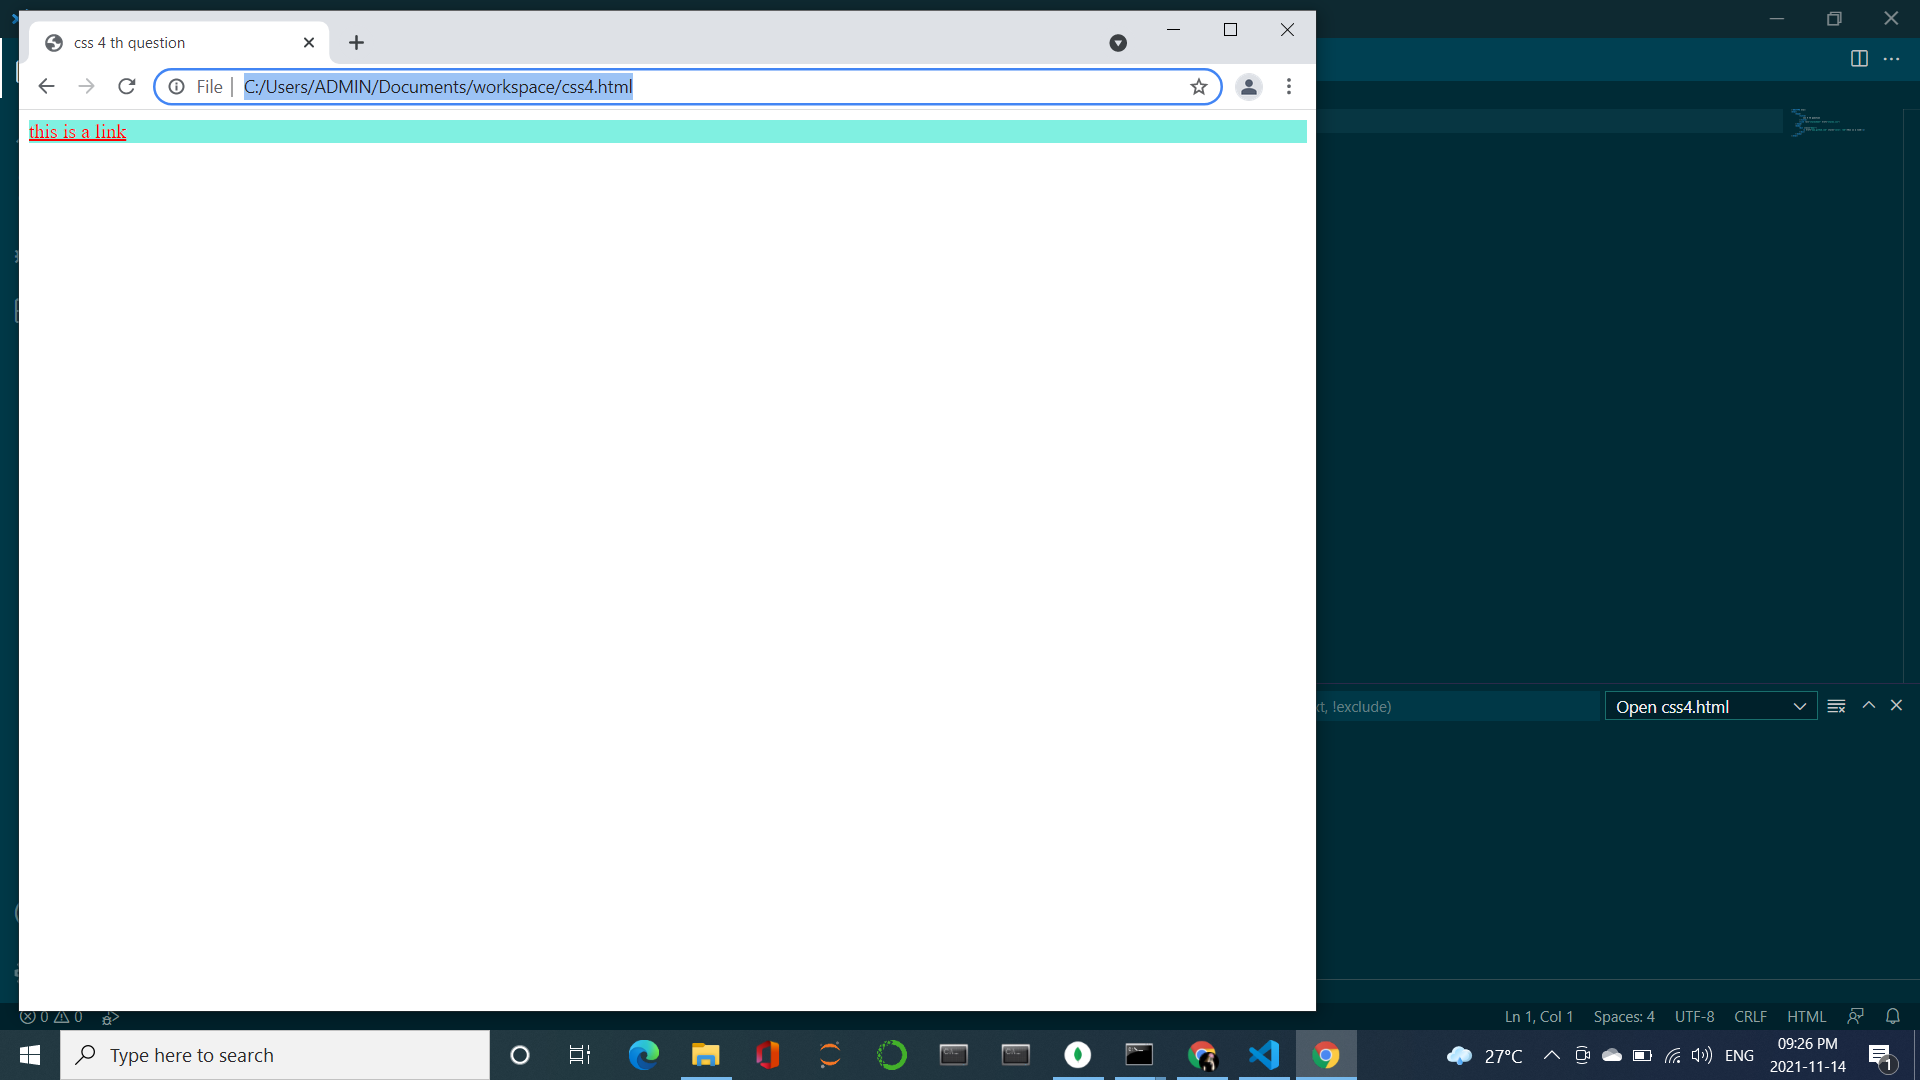 css 4 th question
File | C:/Users/ADMIN/Documents/workspace/css4.html
this is a link
!exclude)
Open css4.html
0 0
Ln 1, Col 1 Spaces: 4 UTF-8 CRLF HTML
Type here to search
27°C
ENG
09:26 PM
2021-11-14
1